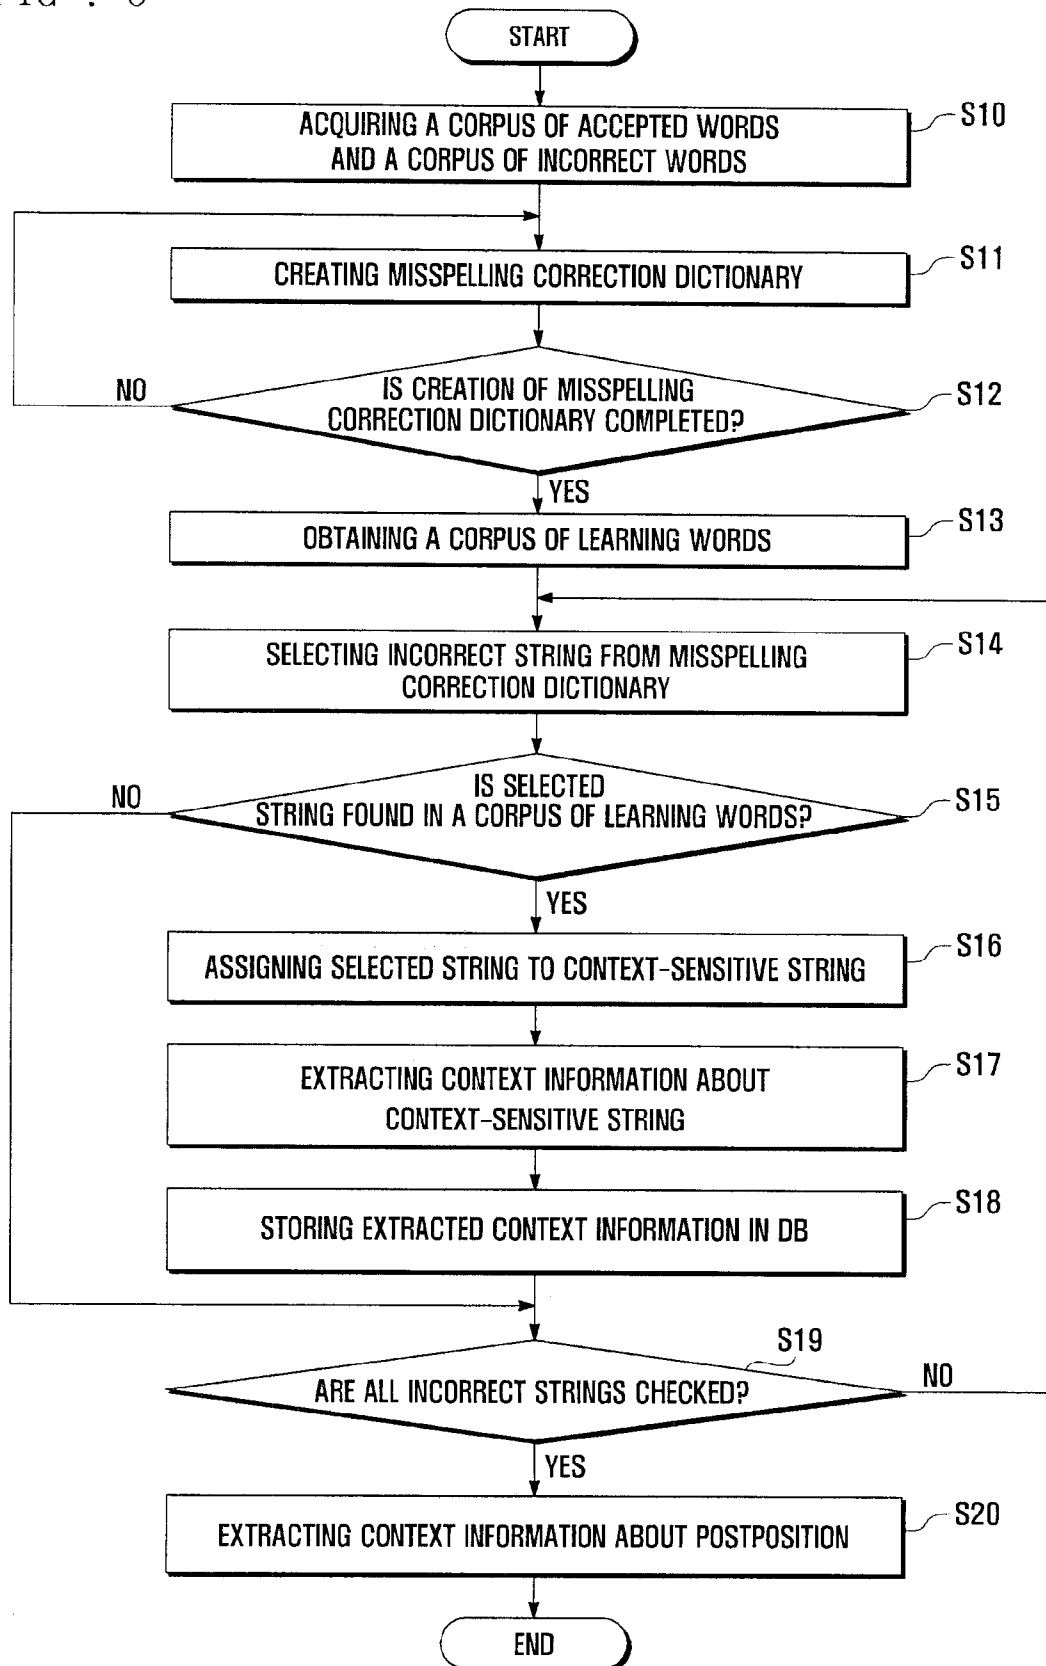 START
ACQUIRING A CORPUS OF ACCEPTED WORDS
AND A CORPUS OF INCORRECT WORDS
S10
CREATING MISSPELLING CORRECTION DICTIONARY
S11
IS CREATION OF MISSPELLING
CORRECTION DICTIONARY COMPLETED?
S12
NO
YES
OBTAINING A CORPUS OF LEARNING WORDS
S13
SELECTING INCORRECT STRING FROM MISSPELLING
CORRECTION DICTIONARY
S14
IS SELECTED
STRING FOUND IN A CORPUS OF LEARNING WORDS?
S15
NO
YES
ASSIGNING SELECTED STRING TO CONTEXT-SENSITIVE STRING
S16
EXTRACTING CONTEXT INFORMATION ABOUT
CONTEXT-SENSITIVE STRING
S17
STORING EXTRACTED CONTEXT INFORMATION IN DB
S18
S19
ARE ALL INCORRECT STRINGS CHECKED?
NO
YES
EXTRACTING CONTEXT INFORMATION ABOUT POSTPOSITION
S20
END